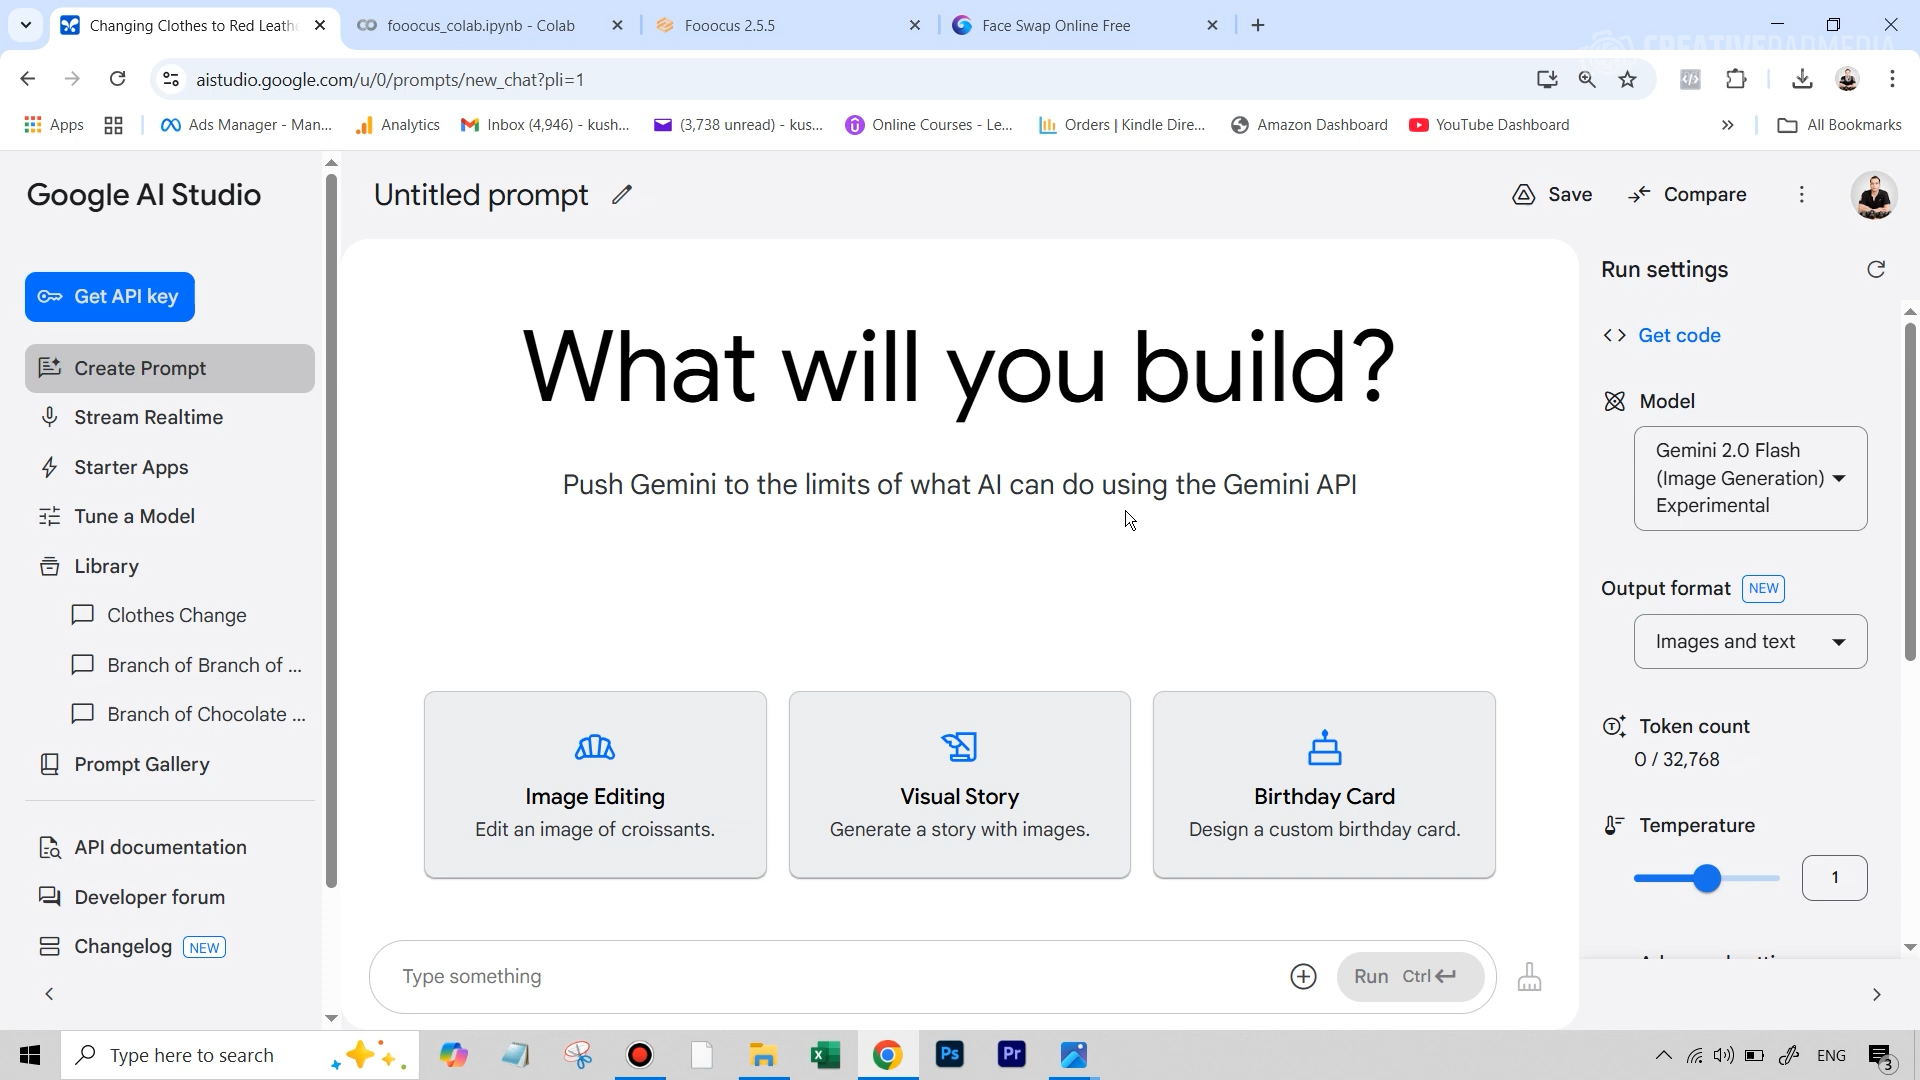 Changing Clothes to Red Leath
fooocus_colab.ipynb - Colab
Fooocus 2.5.5
Face Swap Online Free
CREATIVEDADMEDIA
aistudio.google.com/u/0/prompts/new_chat?pli=1
Apps
Ads Manager - Man...
Analytics
Inbox (4,946) - kush...
(3,738 unread) - kus...
Online Courses - Le...
Orders | Kindle Dire...
Amazon Dashboard
YouTube Dashboard
»
All Bookmarks
Google AI Studio
Untitled prompt
Save
Compare
Get API key
Create Prompt
Stream Realtime
Starter Apps
Tune a Model
Library
Clothes Change
Branch of Branch of ...
Branch of Chocolate ...
Prompt Gallery
API documentation
Developer forum
Changelog NEW
What will you build?
Push Gemini to the limits of what AI can do using the Gemini API
Image Editing
Edit an image of croissants.
Visual Story
Generate a story with images.
Birthday Card
Design a custom birthday card.
Type something
Run Ctrl
Run settings
Get code
Model
Gemini 2.0 Flash
(Image Generation)
Experimental
Output format NEW
Images and text
Token count
0 / 32,768
Temperature
1
Type here to search
Ps
Pr
ENG
3